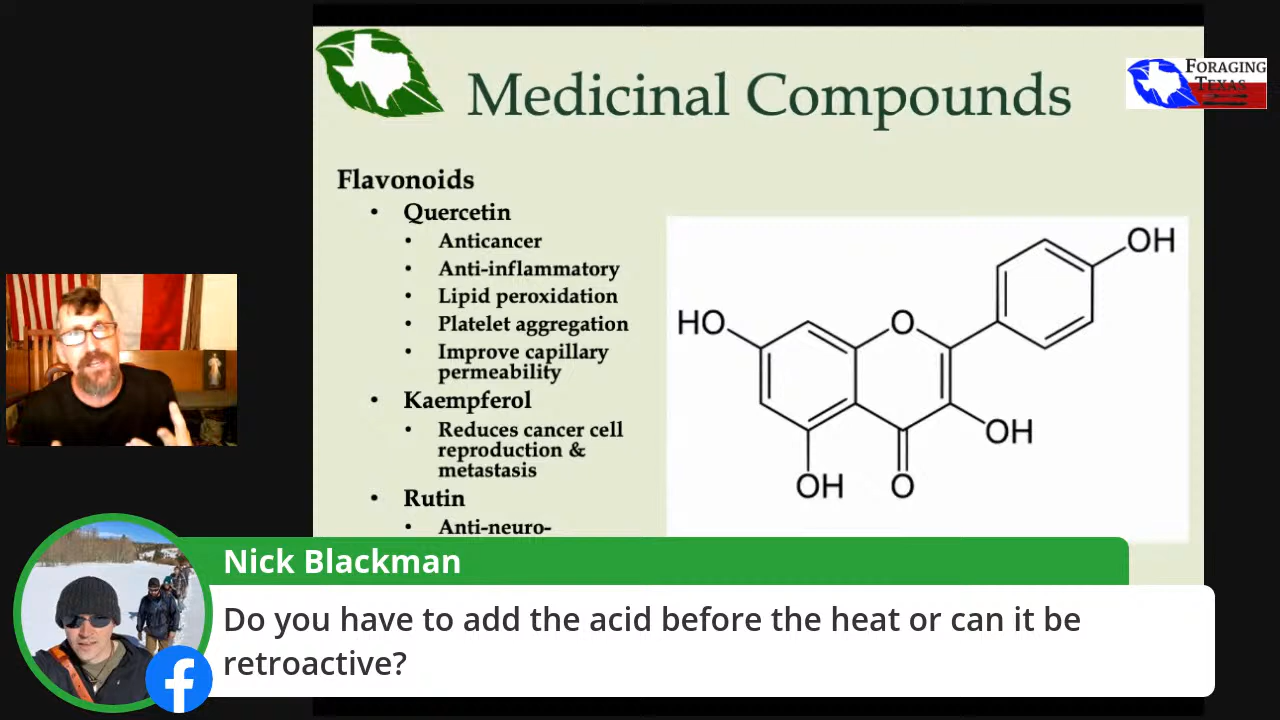 Medicinal Compounds
FORAGING
TEXAS
Flavonoids
• Quercetin
• Anticancer
• Anti-inflammatory
• Lipid peroxidation
• Platelet aggregation
• Improve capillary
permeability
• Kaempferol
• Reduces cancer cell
reproduction &
metastasis
• Rutin
• Anti-neuro-
OH
HO
O
OH
OH
O
Nick Blackman
Do you have to add the acid before the heat or can it be
retroactive?